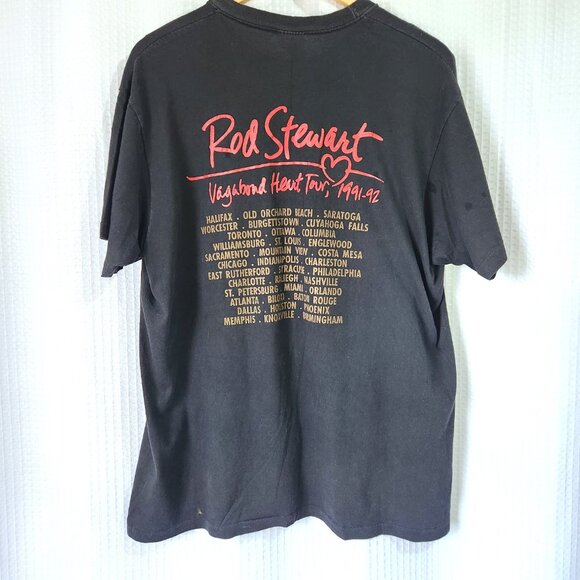 Rod Stewart
Vagabond Heart Tour, 1991-92
HALIFAX . OLD ORCHARD BEACH . SARATOGA
WORCESTER . BURGETTSTOWN . CUYAHOGA FALLS
TORONTO . OTTAWA . COLUMBIA
WILLIAMSBURG . ST. LOUIS . ENGLEWOOD
SACRAMENTO . MOUNTAIN VIEW . COSTA MESA
CHICAGO . INDIANAPOLIS . CHARLESTON
EAST RUTHERFORD . SYRACUSE . PHILADELPHIA
CHARLOTTE . RALEIGH . NASHVILLE
ST. PETERSBURG . MIAMI . ORLANDO
ATLANTA . BILOXI . BATON ROUGE
DALLAS . HOUSTON . PHOENIX
MEMPHIS . KNOXVILLE . BIRMINGHAM